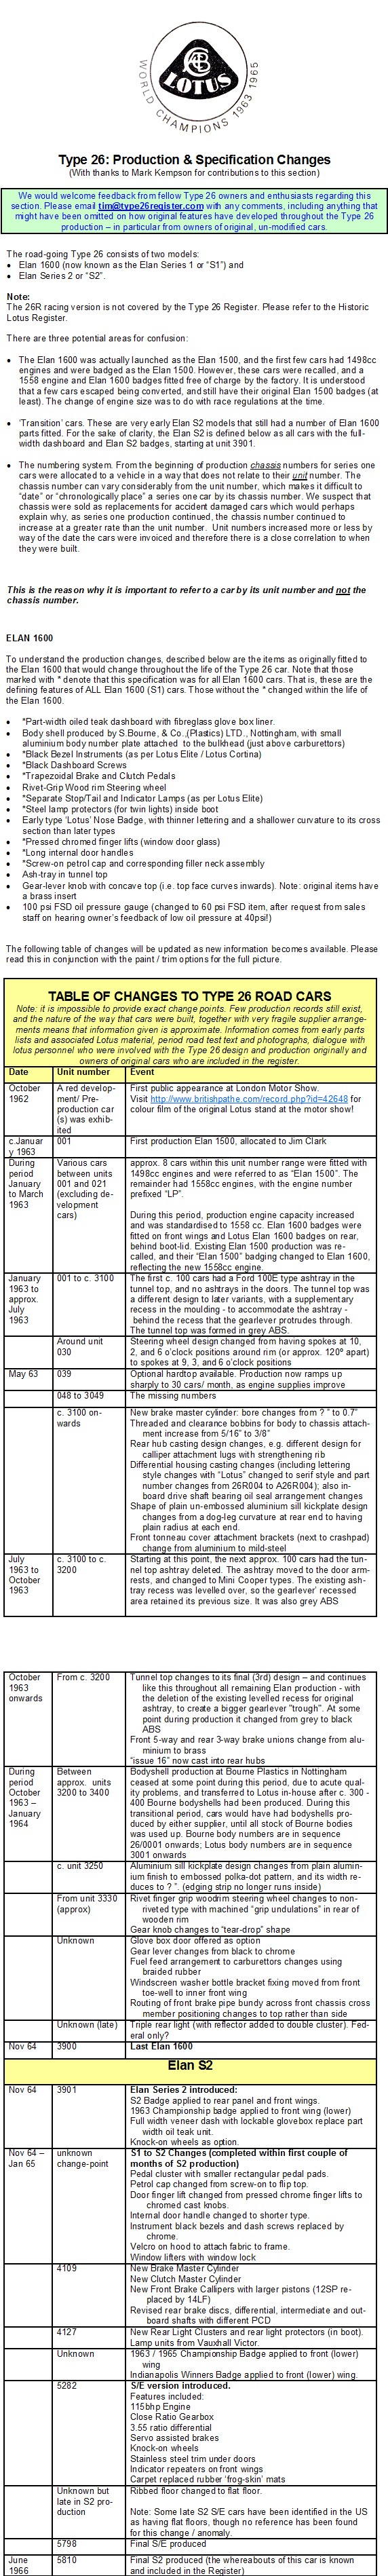 WORLD CHAMPIONS 1963 1965
LOTUS
Type 26: Production & Specification Changes
(With thanks to Mark Kempson for contributions to this section)
We would welcome feedback from fellow Type 26 owners and enthusiasts regarding this
section. Please email tim@type26register.com with any comments, including anything that
might have been omitted on how original features have developed throughout the Type 26
production – in particular from owners of original, un-modified cars.
The road-going Type 26 consists of two models:
• Elan 1600 (now known as the Elan Series 1 or "S1") and
• Elan Series 2 or "S2".
Note:
The 26R racing version is not covered by the Type 26 Register. Please refer to the Historic
Lotus Register.
There are three potential areas for confusion:
• The Elan 1600 was actually launched as the Elan 1500, and the first few cars had 1498cc
engines and were badged as the Elan 1500. However, these cars were recalled, and a
1558 engine and Elan 1600 badges fitted free of charge by the factory. It is understood
that a few cars escaped being converted, and still have their original Elan 1500 badges (at
least). The change of engine size was to do with race regulations at the time.
• 'Transition' cars. These are very early Elan S2 models that still had a number of Elan 1600
parts fitted. For the sake of clarity, the Elan S2 is defined below as all cars with the full-
width dashboard and Elan S2 badges, starting at unit 3901.
• The numbering system. From the beginning of production chassis numbers for series one
cars were allocated to a vehicle in a way that does not relate to their unit number. The
chassis number can vary considerably from the unit number, which makes it difficult to
"date" or "chronologically place" a series one car by its chassis number. We suspect that
chassis were sold as replacements for accident damaged cars which would perhaps
explain why, as series one production continued, the chassis number continued to
increase at a greater rate than the unit number. Unit numbers increased more or less by
way of the date the cars were invoiced and therefore there is a close correlation to when
they were built.
This is the reason why it is important to refer to a car by its unit number and not the
chassis number.
ELAN 1600
To understand the production changes, described below are the items as originally fitted to
the Elan 1600 that would change throughout the life of the Type 26 car. Note that those
marked with * denote that this specification was for all Elan 1600 cars. That is, these are the
defining features of ALL Elan 1600 (S1) cars. Those without the * changed within the life of
the Elan 1600.
• *Part-width oiled teak dashboard with fibreglass glove box liner.
• Body shell produced by S.Bourne, & Co.,(Plastics) LTD., Nottingham, with small
aluminium body number plate attached to the bulkhead (just above carburettors)
• *Black Bezel Instruments (as per Lotus Elite / Lotus Cortina)
• *Black Dashboard Screws
• *Trapezoidal Brake and Clutch Pedals
• Rivet-Grip Wood rim Steering wheel
• *Separate Stop/Tail and Indicator Lamps (as per Lotus Elite)
• *Steel lamp protectors (for twin lights) inside boot
• Early type 'Lotus' Nose Badge, with thinner lettering and a shallower curvature to its cross
section than later types
• *Pressed chromed finger lifts (window door glass)
• *Long internal door handles
• *Screw-on petrol cap and corresponding filler neck assembly
• Ash-tray in tunnel top
• Gear-lever knob with concave top (i.e. top face curves inwards). Note: original items have
a brass insert
• 100 psi FSD oil pressure gauge (changed to 60 psi FSD item, after request from sales
staff on hearing owner's feedback of low oil pressure at 40psi!)
The following table of changes will be updated as new information becomes available. Please
read this in conjunction with the paint / trim options for the full picture.
TABLE OF CHANGES TO TYPE 26 ROAD CARS
Note: it is impossible to provide exact change points. Few production records still exist,
and the nature of the way that cars were built, together with very fragile supplier arrange-
ments means that information given is approximate. Information comes from early parts
lists and associated Lotus material, period road test text and photographs, dialogue with
lotus personnel who were involved with the Type 26 design and production originally and
owners of original cars who are included in the register.
Date Unit number Event
October 1962
A red develop-
ment/ Pre-
production car
(s) was exhib-
ited
First public appearance at London Motor Show.
Visit http://www.britishpathe.com/record.php?id=42648 for
colour film of the original Lotus stand at the motor show!
c.Januar
y 1963
001
First production Elan 1500, allocated to Jim Clark
During
period
January
to March
1963
Various cars
between units
001 and 021
(excluding de-
velopment
cars)
approx. 8 cars within this unit number range were fitted with
1498cc engines and were referred to as "Elan 1500". The
remainder had 1558cc engines, with the engine number
prefixed "LP".
During this period, production engine capacity increased
and was standardised to 1558 cc. Elan 1600 badges were
fitted on front wings and Lotus Elan 1600 badges on rear,
behind boot-lid. Existing Elan 1500 production was re-
called, and their "Elan 1500" badging changed to Elan 1600,
reflecting the new 1558cc engine.
January
1963 to
approx.
July
1963
001 to c. 3100
The first c. 100 cars had a Ford 100E type ashtray in the
tunnel top, and no ashtrays in the doors. The tunnel top was
a different design to later variants, with a supplementary
recess in the moulding - to accommodate the ashtray -
behind the recess that the gearlever protrudes through.
The tunnel top was formed in grey ABS.
Around unit
030
Steering wheel design changed from having spokes at 10,
2, and 6 o'clock positions around rim (or approx. 120º apart)
to spokes at 9, 3, and 6 o'clock positions
May 63
039
Optional hardtop available. Production now ramps up
sharply to 30 cars/ month, as engine supplies improve
048 to 3049
The missing numbers
c. 3100 on-
wards
New brake master cylinder: bore changes from ? " to 0.7"
Threaded and clearance bobbins for body to chassis attach-
ment increase from 5/16" to 3/8"
Rear hub casting design changes, e.g. different design for
calliper attachment lugs with strengthening rib
Differential housing casting changes (including lettering
style changes with "Lotus" changed to serif style and part
number changes from 26R004 to A26R004); also in-
board drive shaft bearing oil seal arrangement changes
Shape of plain un-embossed aluminium sill kickplate design
changes from a dog-leg curvature at rear end to having
plain radius at each end.
Front tonneau cover attachment brackets (next to crashpad)
change from aluminium to mild-steel
July
1963 to
October
1963
c. 3100 to c.
3200
Starting at this point, the next approx. 100 cars had the tun-
nel top ashtray deleted. The ashtray moved to the door arm-
rests, and changed to Mini Cooper types. The existing ash-
tray recess was levelled over, so the gearlever' recessed
area retained its previous size. It was also grey ABS
October
1963
onwards
From c. 3200
Tunnel top changes to its final (3rd) design – and continues
like this throughout all remaining Elan production - with
the deletion of the existing levelled recess for original
ashtray, to create a bigger gearlever "trough". At some
point during production it changed from grey to black
ABS
Front 5-way and rear 3-way brake unions change from alu-
minium to brass
"issue 16" now cast into rear hubs
During
period
October
1963 –
January
1964
Between
approx. units
3200 to 3400
Bodyshell production at Bourne Plastics in Nottingham
ceased at some point during this period, due to acute qual-
ity problems, and transferred to Lotus in-house after c. 300 -
400 Bourne bodyshells had been produced. During this
transitional period, cars would have had bodyshells pro-
duced by either supplier, until all stock of Bourne bodies
was used up. Bourne body numbers are in sequence
26/0001 onwards; Lotus body numbers are in sequence
3001 onwards
c. unit 3250
Aluminium sill kickplate design changes from plain alumin-
ium finish to embossed polka-dot pattern, and its width re-
duces to ? ". (edging strip no longer runs inside)
From unit 3330
(approx)
Rivet finger grip woodrim steering wheel changes to non-
riveted type with machined "grip undulations" in rear of
wooden rim
Gear knob changes to "tear-drop" shape
Unknown
Glove box door offered as option
Gear lever changes from black to chrome
Fuel feed arrangement to carburettors changes using
braided rubber
Windscreen washer bottle bracket fixing moved from front
toe-well to inner front wing
Routing of front brake pipe bundy across front chassis cross
member positioning changes to top rather than side
Unknown (late)
Triple rear light (with reflector added to double cluster). Fed-
eral only?
Nov 64
3900
Last Elan 1600
Elan S2
Nov 64
3901
Elan Series 2 introduced:
S2 Badge applied to rear panel and front wings.
1963 Championship badge applied to front wing (lower)
Full width veneer dash with lockable glovebox replace part
width oil teak unit.
Knock-on wheels as option.
Nov 64 –
Jan 65
unknown
change-point
S1 to S2 Changes (completed within first couple of
months of S2 production)
Pedal cluster with smaller rectangular pedal pads.
Petrol cap changed from screw-on to flip top.
Door finger lift changed from pressed chrome finger lifts to
chromed cast knobs.
Internal door handle changed to shorter type.
Instrument black bezels and dash screws replaced by
chrome.
Velcro on hood to attach fabric to frame.
Window lifters with window lock
4109
New Brake Master Cylinder
New Clutch Master Cylinder
New Front Brake Callipers with larger pistons (12SP re-
placed by 14LF)
Revised rear brake discs, differential, intermediate and out-
board shafts with different PCD
4127
New Rear Light Clusters and rear light protectors (in boot).
Lamp units from Vauxhall Victor.
Unknown
1963 / 1965 Championship Badge applied to front (lower)
wing
Indianapolis Winners Badge applied to front (lower) wing.
5282
S/E version introduced.
Features included:
115bhp Engine
Close Ratio Gearbox
3.55 ratio differential
Servo assisted brakes
Knock-on wheels
Stainless steel trim under doors
Indicator repeaters on front wings
Carpet replaced rubber 'frog-skin' mats
Unknown but
late in S2 pro-
duction
Ribbed floor changed to flat floor.
Note: Some late S2 S/E cars have been identified in the US
as having flat floors, though no reference has been found
for this change / anomaly.
5798
Final S/E produced
June
1966
5810
Final S2 produced (the whereabouts of this car is known
and included in the Register)